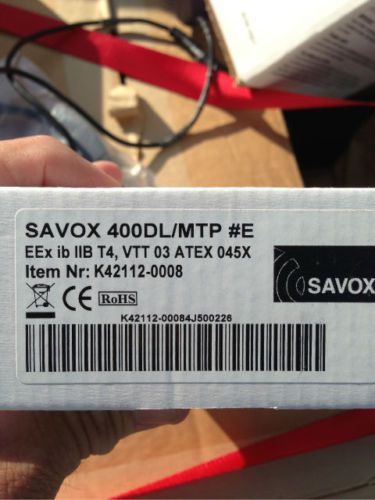 SAVOX 400DL/MTP #E
EEx ib IIB T4, VTT 03 ATEX 045X
Item Nr: K42112-0008
CE RoHS
SAVOX
K42112-00084J500226